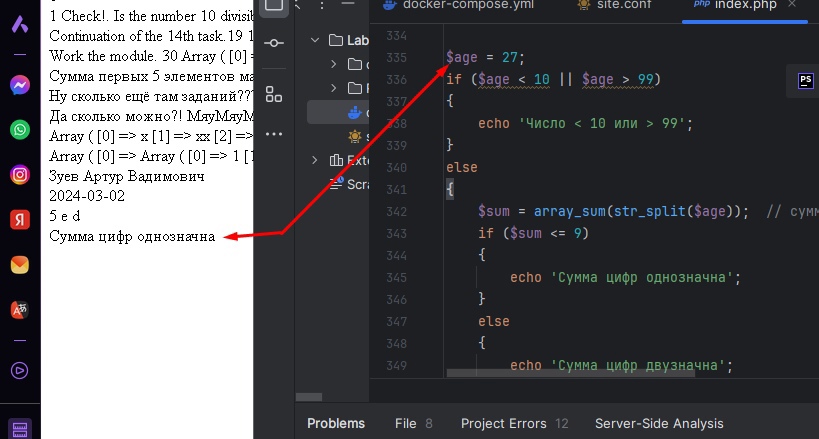 1 Check!. Is the number 10 divisi
Continuation of the 14th task.19 1
Work the module. 30 Array ( [0] =
Сумма первых 5 элементов ма
Ну сколько ещё там заданий???
Да сколько можно?! МяуМяуМ
Array ( [0] => x [1] => xx [2] =>
Array ( [0] => Array ( [0] => 1 [1
Зуев Артур Вадимович
2024-03-02
5 e d
Сумма цифр однозначна
Lab
c
F
d
s
Exte
Scra
docker-compose.yml
site.conf
php index.php
334
335 $age = 27;
336 if ($age < 10 || $age > 99)
337 {
338 echo 'Число < 10 или > 99';
339 }
340 else
341 {
342 $sum = array_sum(str_split($age)); // сумм
343 if ($sum <= 9)
344 {
345 echo 'Сумма цифр однозначна';
346 }
347 else
348 {
349 echo 'Сумма цифр двузначна';
PS
Problems File 8 Project Errors 12 Server-Side Analysis